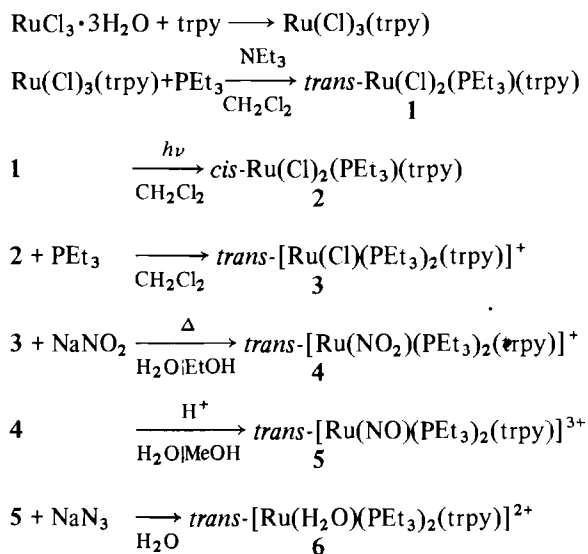 RuCl₃·3H₂O + trpy ⟶ Ru(Cl)₃(trpy)
NEt₃
Ru(Cl)₃(trpy)+PEt₃ ⟶ trans-Ru(Cl)₂(PEt₃)(trpy)
CH₂Cl₂
1
hν
1 ⟶ cis-Ru(Cl)₂(PEt₃)(trpy)
CH₂Cl₂
2
2 + PEt₃ ⟶ trans-[Ru(Cl)(PEt₃)₂(trpy)]⁺
CH₂Cl₂
3
Δ
3 + NaNO₂ ⟶ trans-[Ru(NO₂)(PEt₃)₂(trpy)]⁺
H₂O|EtOH
4
H⁺
4 ⟶ trans-[Ru(NO)(PEt₃)₂(trpy)]³⁺
H₂O|MeOH
5
5 + NaN₃ ⟶ trans-[Ru(H₂O)(PEt₃)₂(trpy)]²⁺
H₂O
6